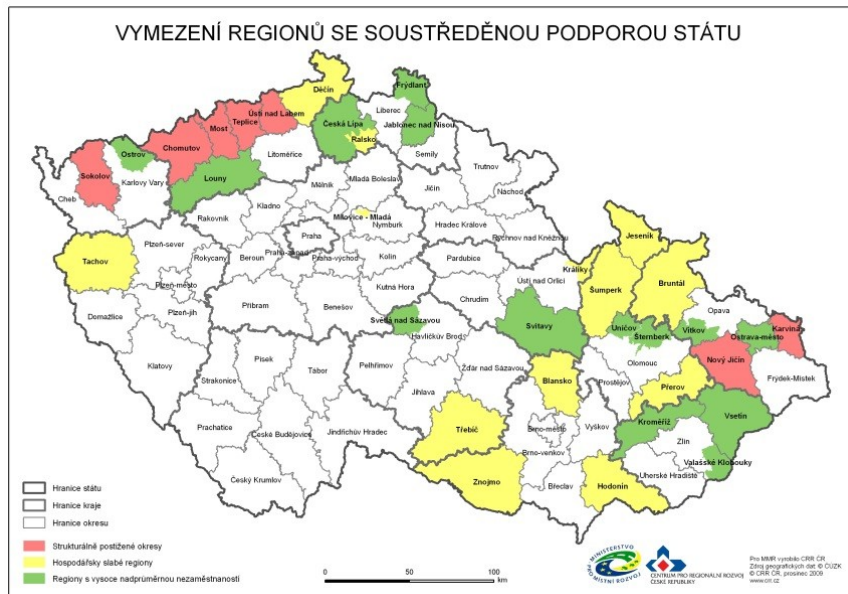 VYMEZENÍ REGIONŮ SE SOUSTŘEDĚNOU PODPOROU STÁTU
Frýdlant
Děčín
Liberec
Ústí nad Labem
Teplice
Česká Lípa
Jablonec nad Nisou
Most
Ralsko
Chomutov
Ostrov
Litoměřice
Semily
Trutnov
Sokolov
Karlovy Vary
Louny
Cheb
Mělník
Mladá Boleslav
Jičín
Náchod
Jeseník
Rakovník
Kladno
Milovice - Mladá
Nymburk
Hradec Králové
Rychnov nad Kněžnou
Praha
Plzeň-sever
Rokycany
Beroun
Praha-západ
Praha-východ
Kolín
Pardubice
Králíky
Bruntál
Tachov
Ústí nad Orlicí
Šumperk
Plzeň-město
Kutná Hora
Opava
Plzeň-jih
Příbram
Benešov
Chrudim
Domažlice
Světlá nad Sázavou
Svitavy
Uničov
Vítkov
Karviná
Havlíčkův Brod
Šternberk
Ostrava-město
Klatovy
Písek
Tábor
Pelhřimov
Žďár nad Sázavou
Olomouc
Nový Jičín
Frýdek-Místek
Strakonice
Jihlava
Blansko
Prostějov
Přerov
Prachatice
České Budějovice
Jindřichův Hradec
Třebíč
Brno-město
Vyškov
Kroměříž
Vsetín
Zlín
Brno-venkov
Valašské Klobouky
Český Krumlov
Znojmo
Břeclav
Hodonín
Uherské Hradiště
Hranice státu
Hranice kraje
Hranice okresu
Strukturálně postižené okresy
Hospodářsky slabé regiony
Regiony s vysoce nadprůměrnou nezaměstnaností
0 50 100
km
MINISTERSTVO
PRO MÍSTNÍ ROZVOJ
CENTRUM PRO REGIONÁLNÍ ROZVOJ
ČESKÉ REPUBLIKY
Pro MMR vyrobilo CRR ČR
Zdroj geografických dat: © ČÚZK
© CRR ČR, prosinec 2009
www.crr.cz